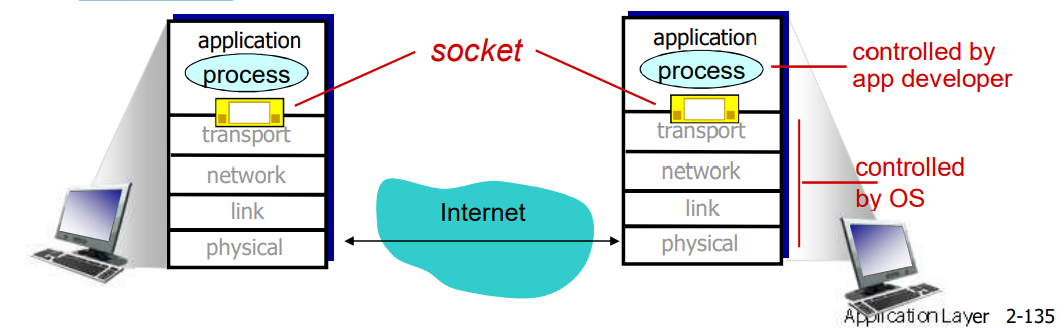 application
process
transport
network
link
physical
socket
Internet
application
process
transport
network
link
physical
controlled by
app developer
controlled
by OS
Application Layer 2-135